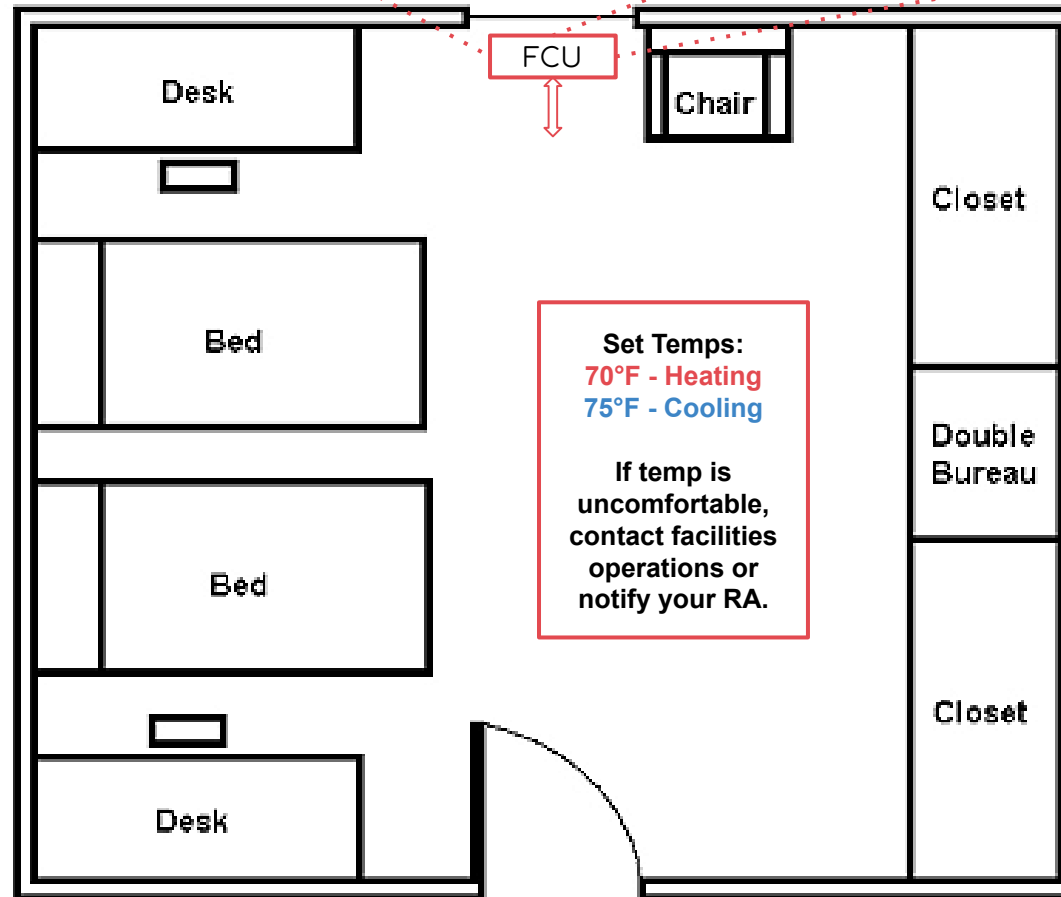 FCU
Desk
Chair
Closet
Bed
Set Temps:
70°F - Heating
75°F - Cooling
If temp is
uncomfortable,
contact facilities
operations or
notify your RA.
Double
Bureau
Bed
Closet
Desk